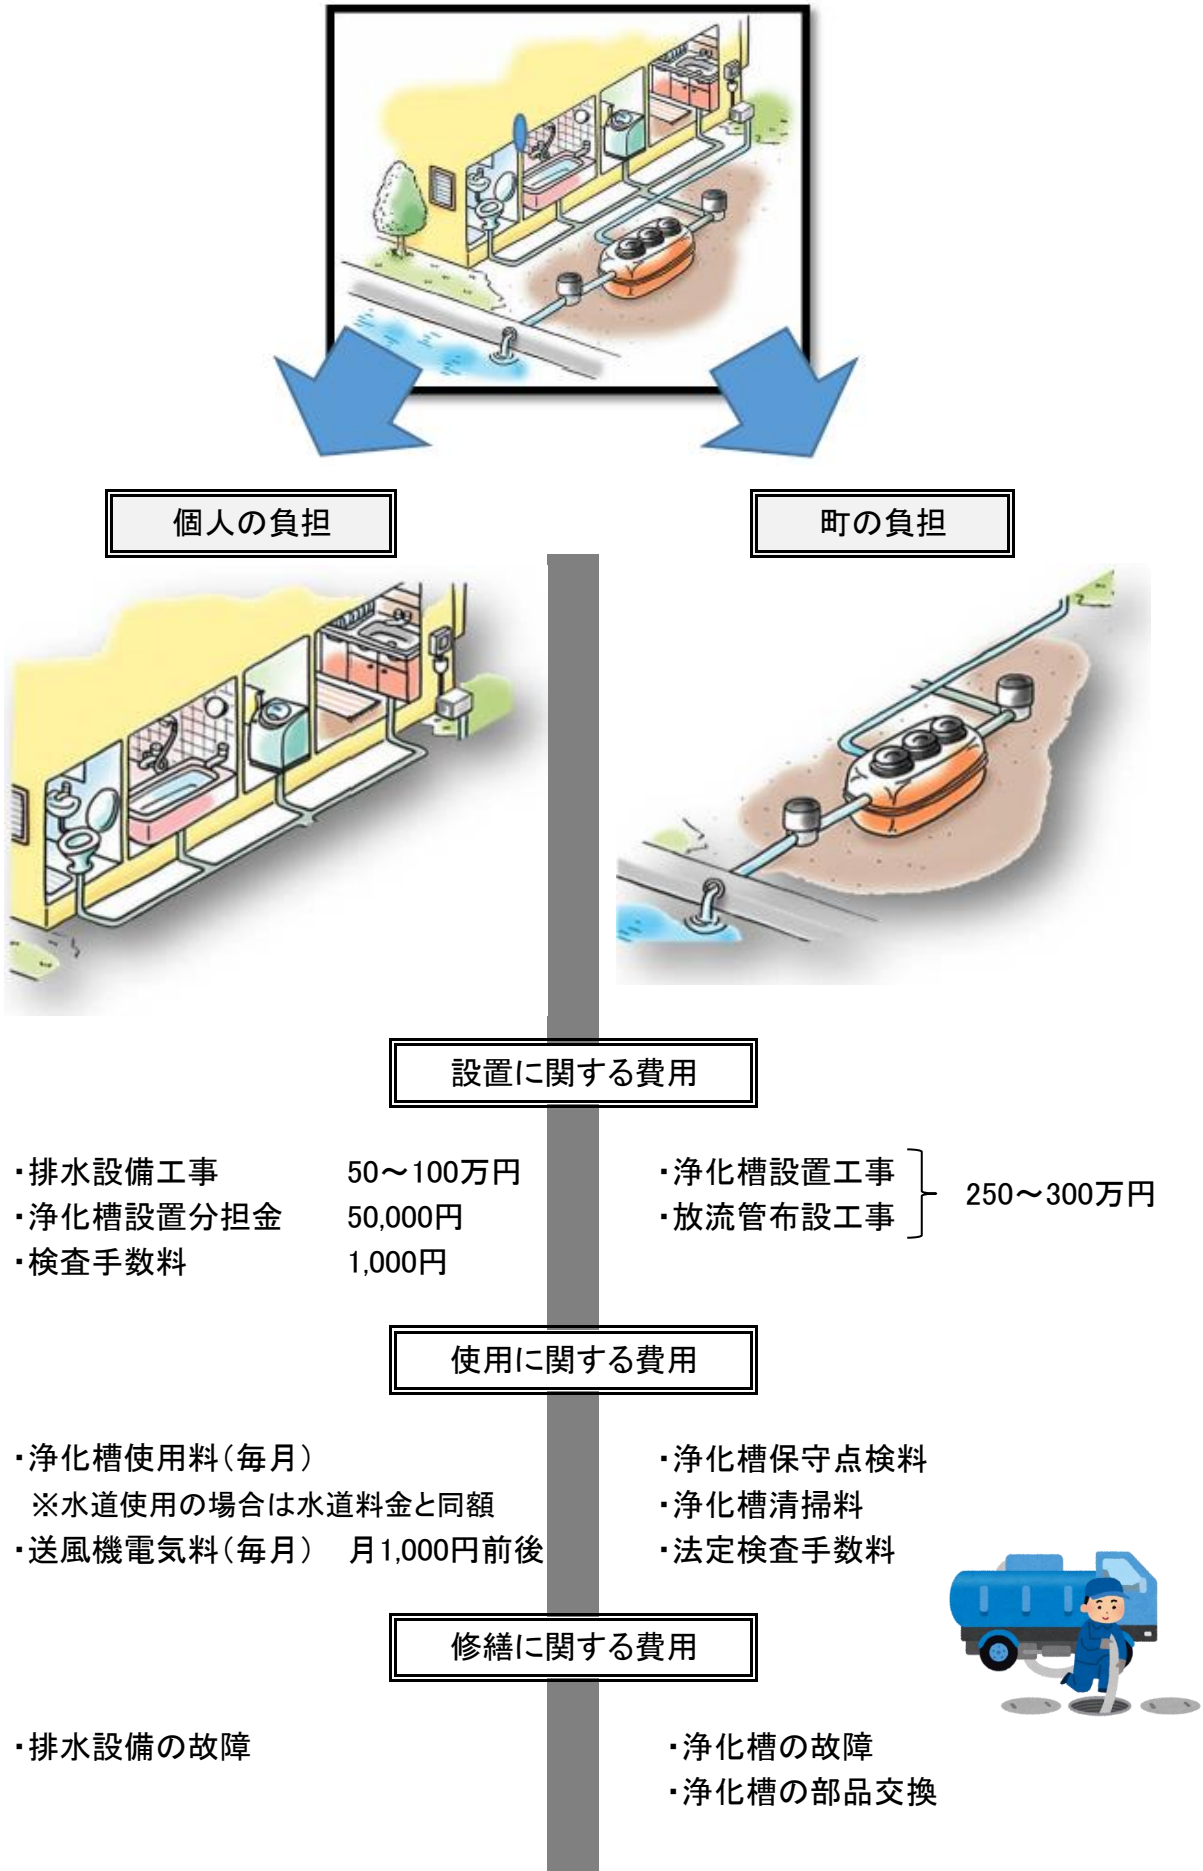 個人の負担
町の負担
設置に関する費用
・排水設備工事 50～100万円
・浄化槽設置分担金 50,000円
・検査手数料 1,000円
・浄化槽設置工事
・放流管布設工事
250～300万円
使用に関する費用
・浄化槽使用料(毎月)
※水道使用の場合は水道料金と同額
・送風機電気料(毎月) 月1,000円前後
・浄化槽保守点検料
・浄化槽清掃料
・法定検査手数料
修繕に関する費用
・排水設備の故障
・浄化槽の故障
・浄化槽の部品交換